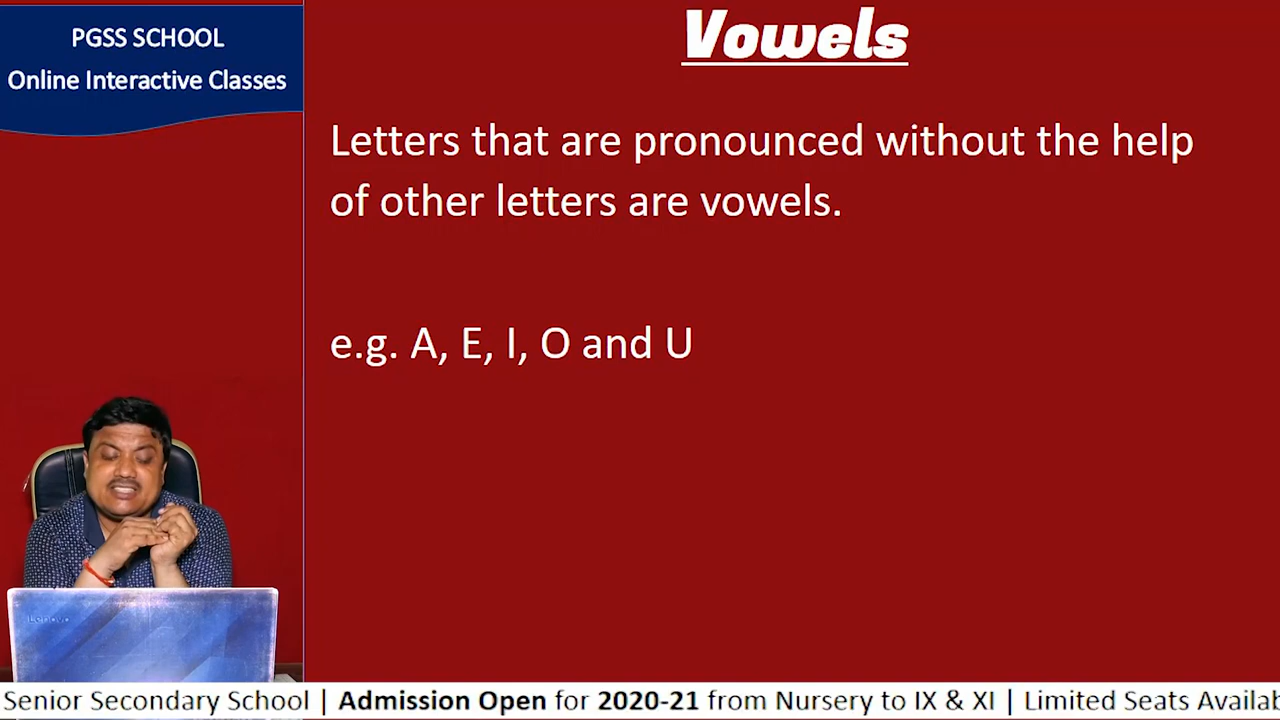 PGSS SCHOOL
Online Interactive Classes
Vowels
Letters that are pronounced without the help
of other letters are vowels.
e.g. A, E, I, O and U
Lenovo
Senior Secondary School | Admission Open for 2020-21 from Nursery to IX & XI | Limited Seats Availab